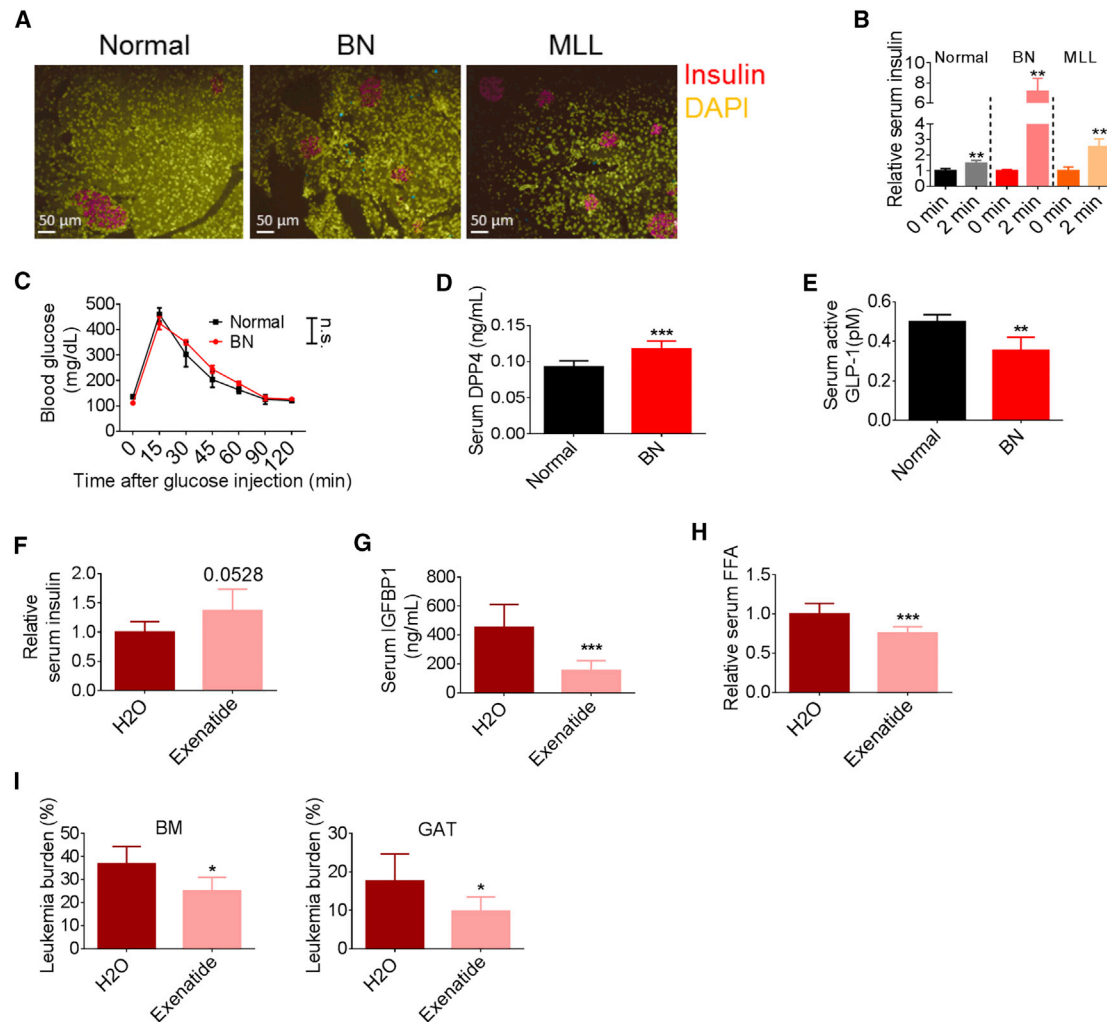 A
Normal
BN
MLL
Insulin
DAPI
50 µm
50 µm
50 µm
B
Relative serum insulin
Normal
BN
MLL
10
8
6
4
3
2
1
0
**
**
**
0 min
2 min
0 min
2 min
0 min
2 min
C
Blood glucose
(mg/dL)
500
400
300
200
100
Normal
BN
n.s.
0
15
30
45
60
90
120
Time after glucose injection (min)
D
Serum DPP4 (ng/mL)
0.15
0.10
0.05
0.00
***
Normal
BN
E
Serum active
GLP-1(pM)
0.6
0.4
0.2
0.0
**
Normal
BN
F
Relative
serum insulin
2.0
1.5
1.0
0.5
0.0
0.0528
H2O
Exenatide
G
Serum IGFBP1
(ng/mL)
800
600
400
200
0
***
H2O
Exenatide
H
Relative serum FFA
1.5
1.0
0.5
0.0
***
H2O
Exenatide
I
Leukemia burden (%)
BM
50
40
30
20
10
0
*
H2O
Exenatide
Leukemia burden (%)
GAT
30
20
10
0
*
H2O
Exenatide